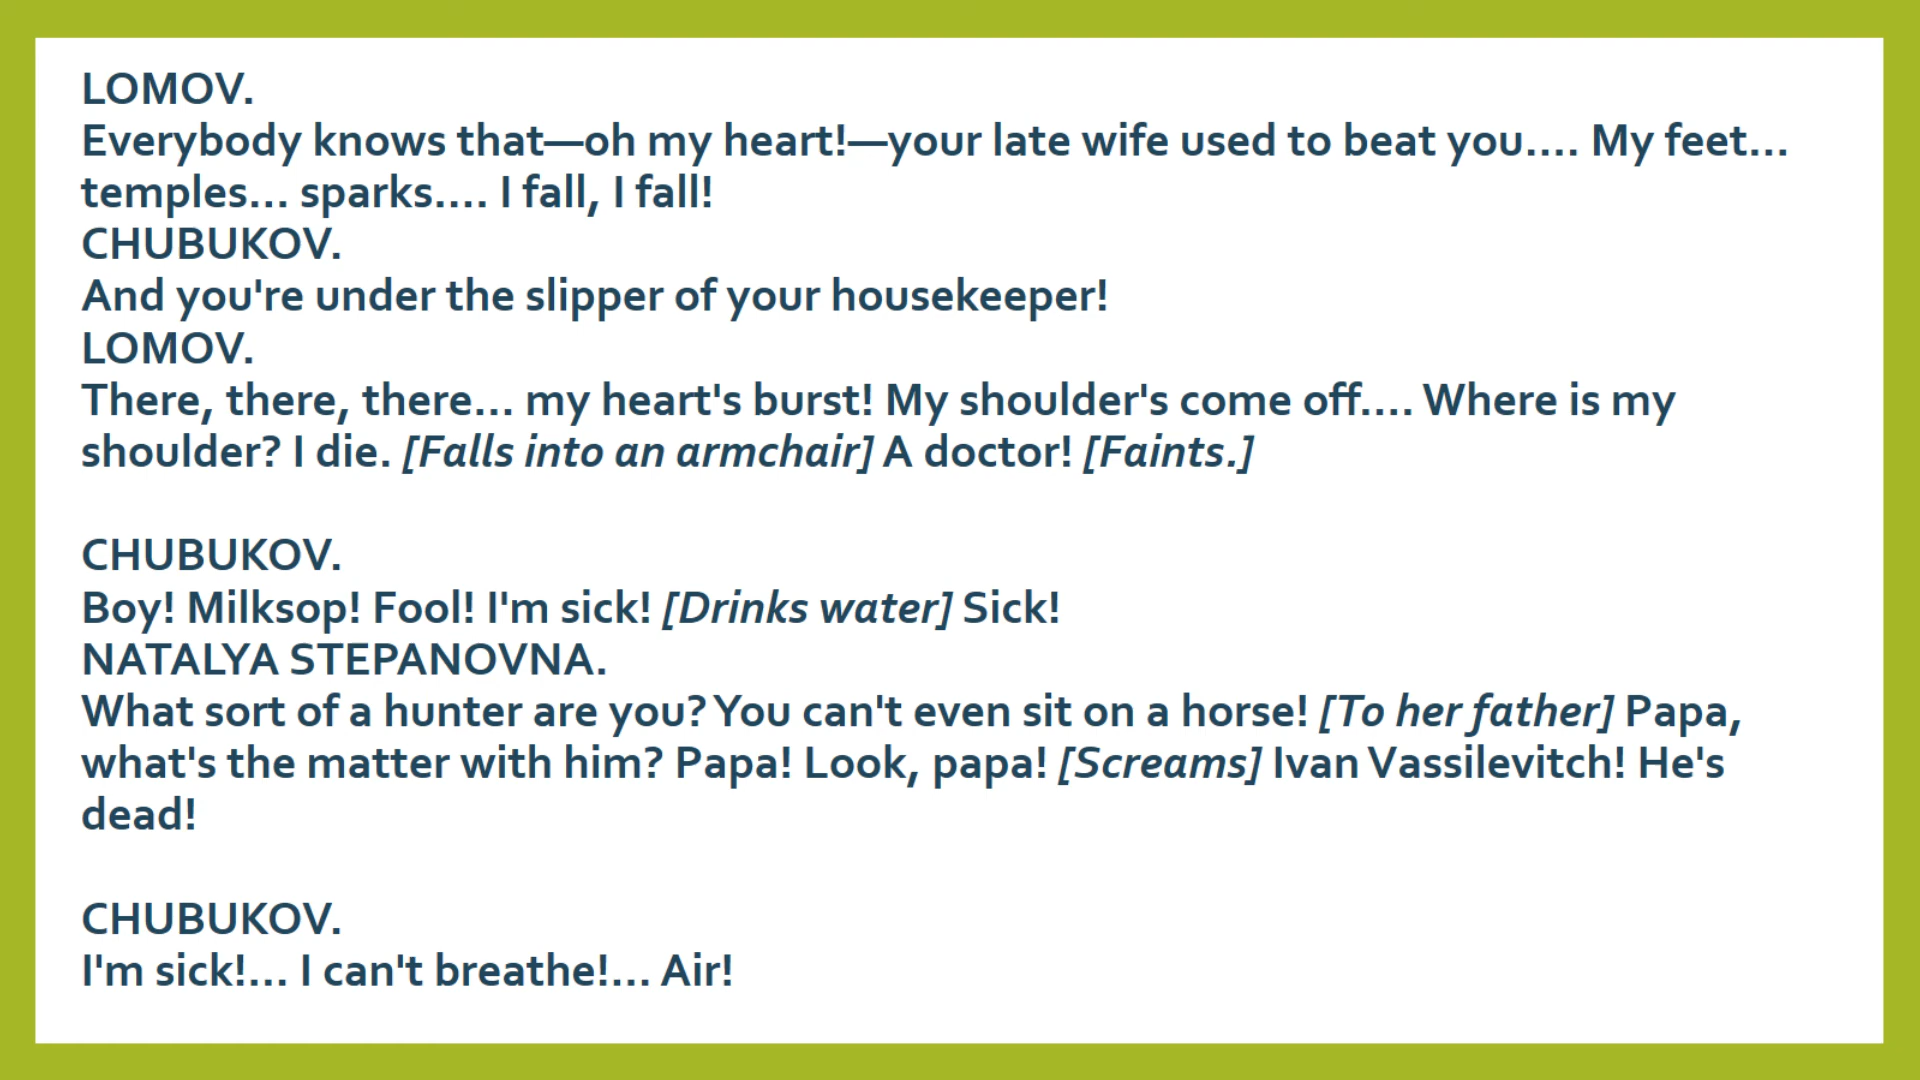 LOMOV.
Everybody knows that—oh my heart!—your late wife used to beat you.... My feet...
temples... sparks.... I fall, I fall!
CHUBUKOV.
And you're under the slipper of your housekeeper!
LOMOV.
There, there, there... my heart's burst! My shoulder's come off.... Where is my
shoulder? I die. [Falls into an armchair] A doctor! [Faints.]
CHUBUKOV.
Boy! Milksop! Fool! I'm sick! [Drinks water] Sick!
NATALYA STEPANOVNA.
What sort of a hunter are you? You can't even sit on a horse! [To her father] Papa,
what's the matter with him? Papa! Look, papa! [Screams] Ivan Vassilevitch! He's
dead!
CHUBUKOV.
I'm sick!... I can't breathe!... Air!